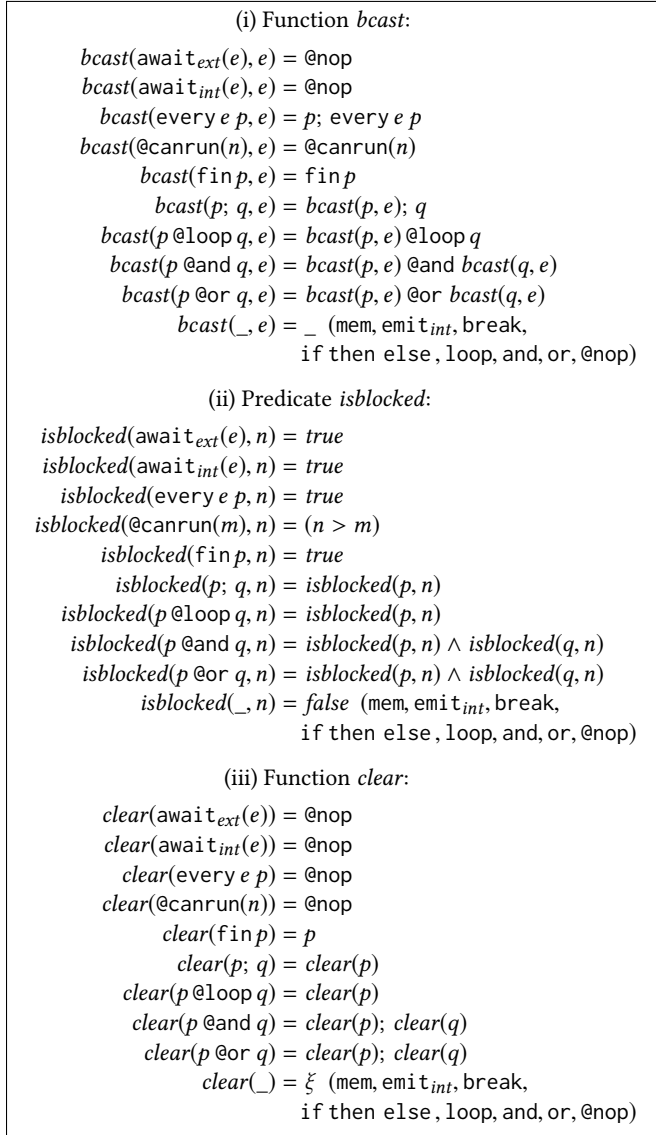 (i) Function bcast:
bcast(await_ext(e), e) = @nop
bcast(await_int(e), e) = @nop
bcast(every e p, e) = p; every e p
bcast(@canrun(n), e) = @canrun(n)
bcast(fin p, e) = fin p
bcast(p; q, e) = bcast(p, e); q
bcast(p @loop q, e) = bcast(p, e) @loop q
bcast(p @and q, e) = bcast(p, e) @and bcast(q, e)
bcast(p @or q, e) = bcast(p, e) @or bcast(q, e)
bcast(_, e) = _ (mem, emit_int, break,
if then else, loop, and, or, @nop)
(ii) Predicate isblocked:
isblocked(await_ext(e), n) = true
isblocked(await_int(e), n) = true
isblocked(every e p, n) = true
isblocked(@canrun(m), n) = (n > m)
isblocked(fin p, n) = true
isblocked(p; q, n) = isblocked(p, n)
isblocked(p @loop q, n) = isblocked(p, n)
isblocked(p @and q, n) = isblocked(p, n) ∧ isblocked(q, n)
isblocked(p @or q, n) = isblocked(p, n) ∧ isblocked(q, n)
isblocked(_, n) = false (mem, emit_int, break,
if then else, loop, and, or, @nop)
(iii) Function clear:
clear(await_ext(e)) = @nop
clear(await_int(e)) = @nop
clear(every e p) = @nop
clear(@canrun(n)) = @nop
clear(fin p) = p
clear(p; q) = clear(p)
clear(p @loop q) = clear(p)
clear(p @and q) = clear(p); clear(q)
clear(p @or q) = clear(p); clear(q)
clear(_) = ξ (mem, emit_int, break,
if then else, loop, and, or, @nop)